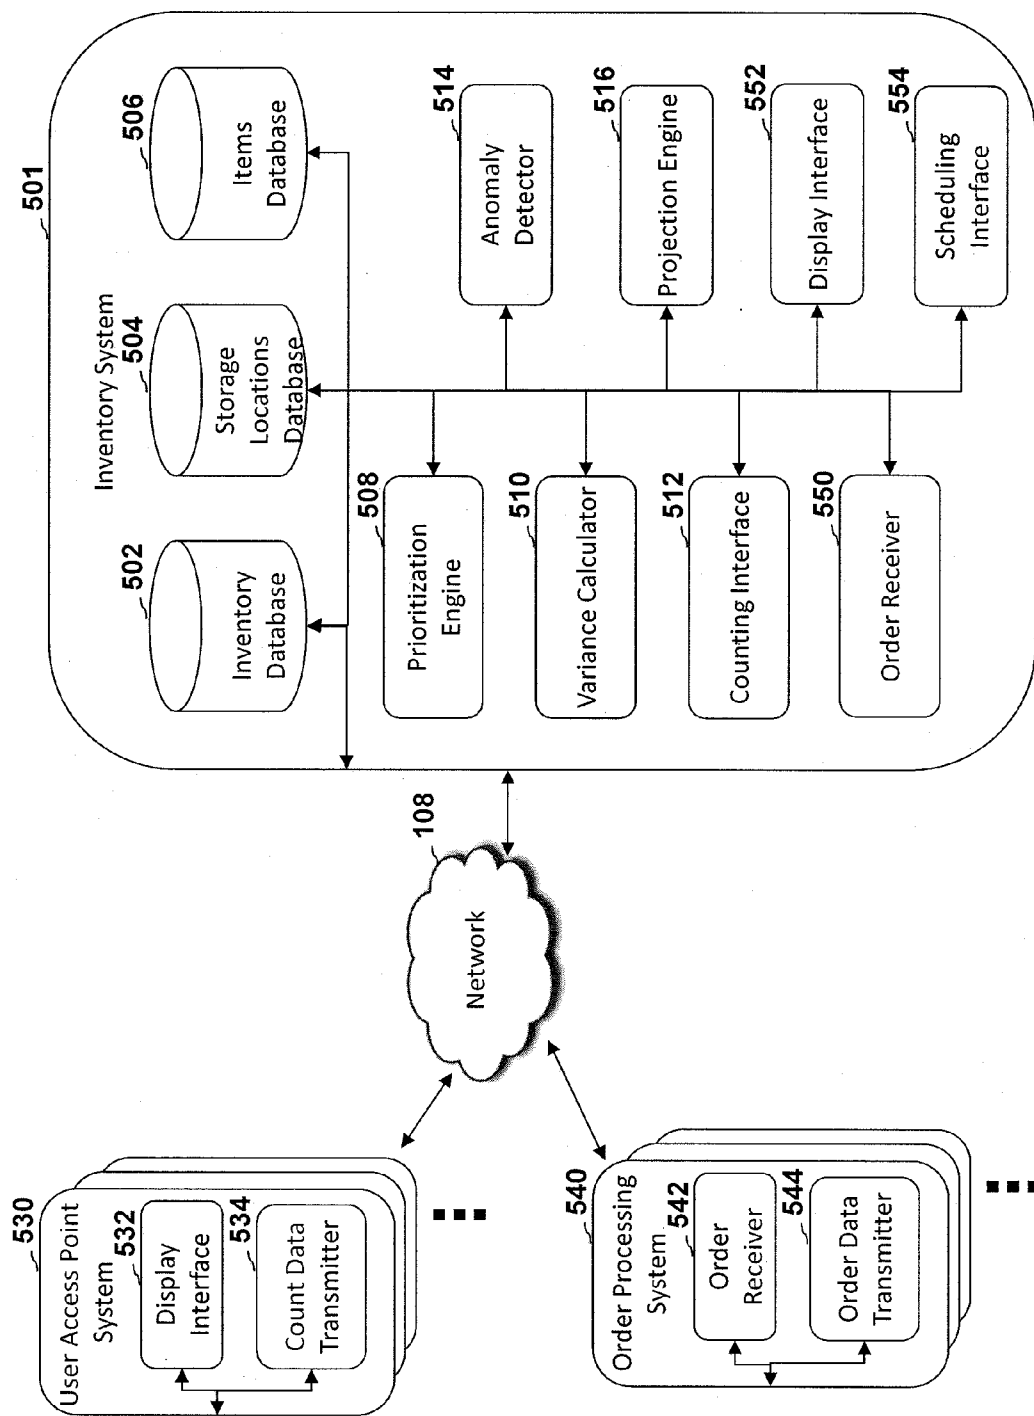 530
User Access Point
System
532
Display
Interface
534
Count Data
Transmitter
540
Order Processing
System
542
Order
Receiver
544
Order Data
Transmitter
108
Network
501
Inventory System
502
Inventory
Database
504
Storage
Locations
Database
506
Items
Database
508
Prioritization
Engine
510
Variance Calculator
512
Counting Interface
550
Order Receiver
514
Anomaly
Detector
516
Projection Engine
552
Display Interface
554
Scheduling
Interface